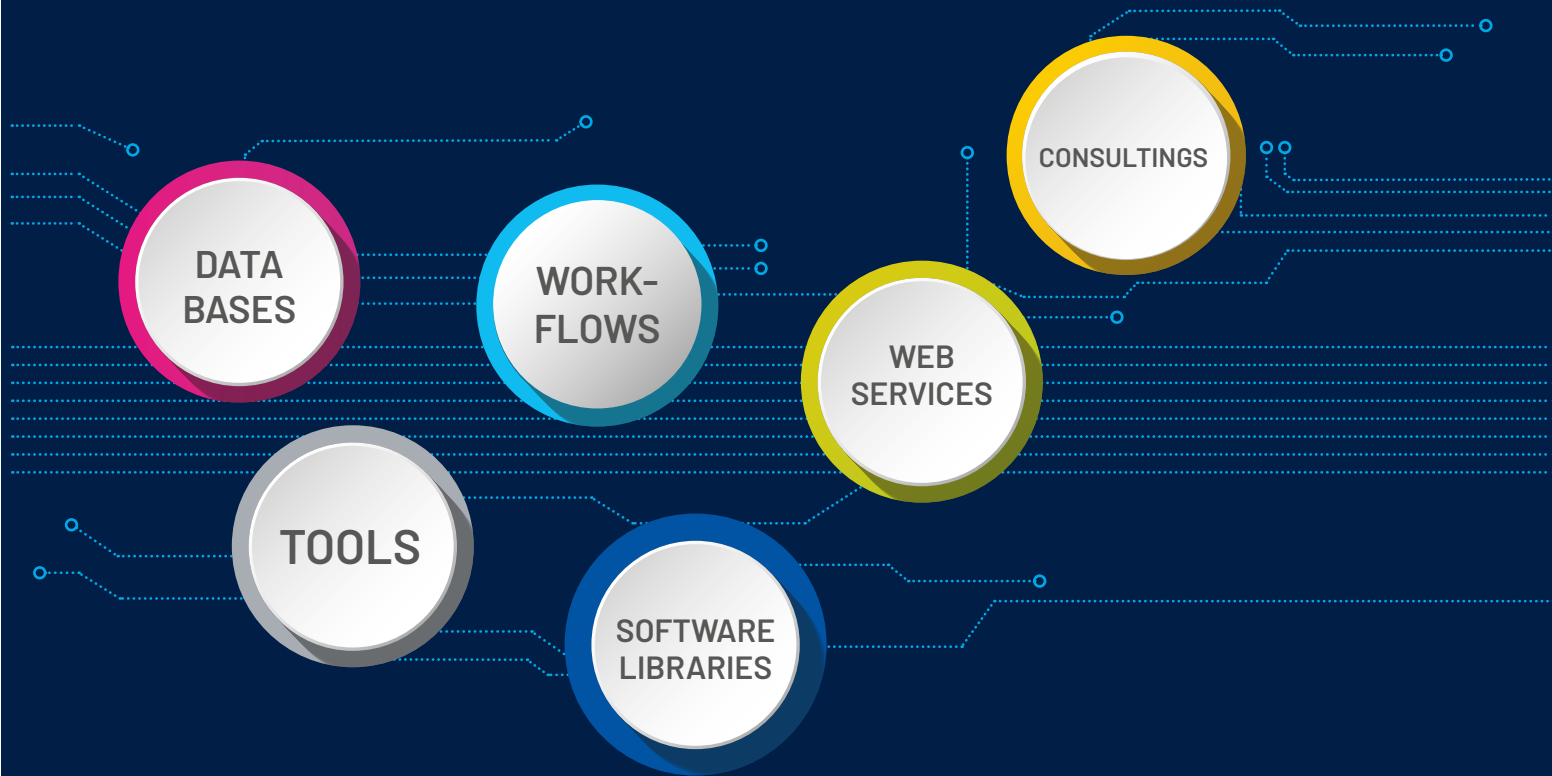 DATA
BASES
WORK-
FLOWS
CONSULTINGS
WEB
SERVICES
TOOLS
SOFTWARE
LIBRARIES